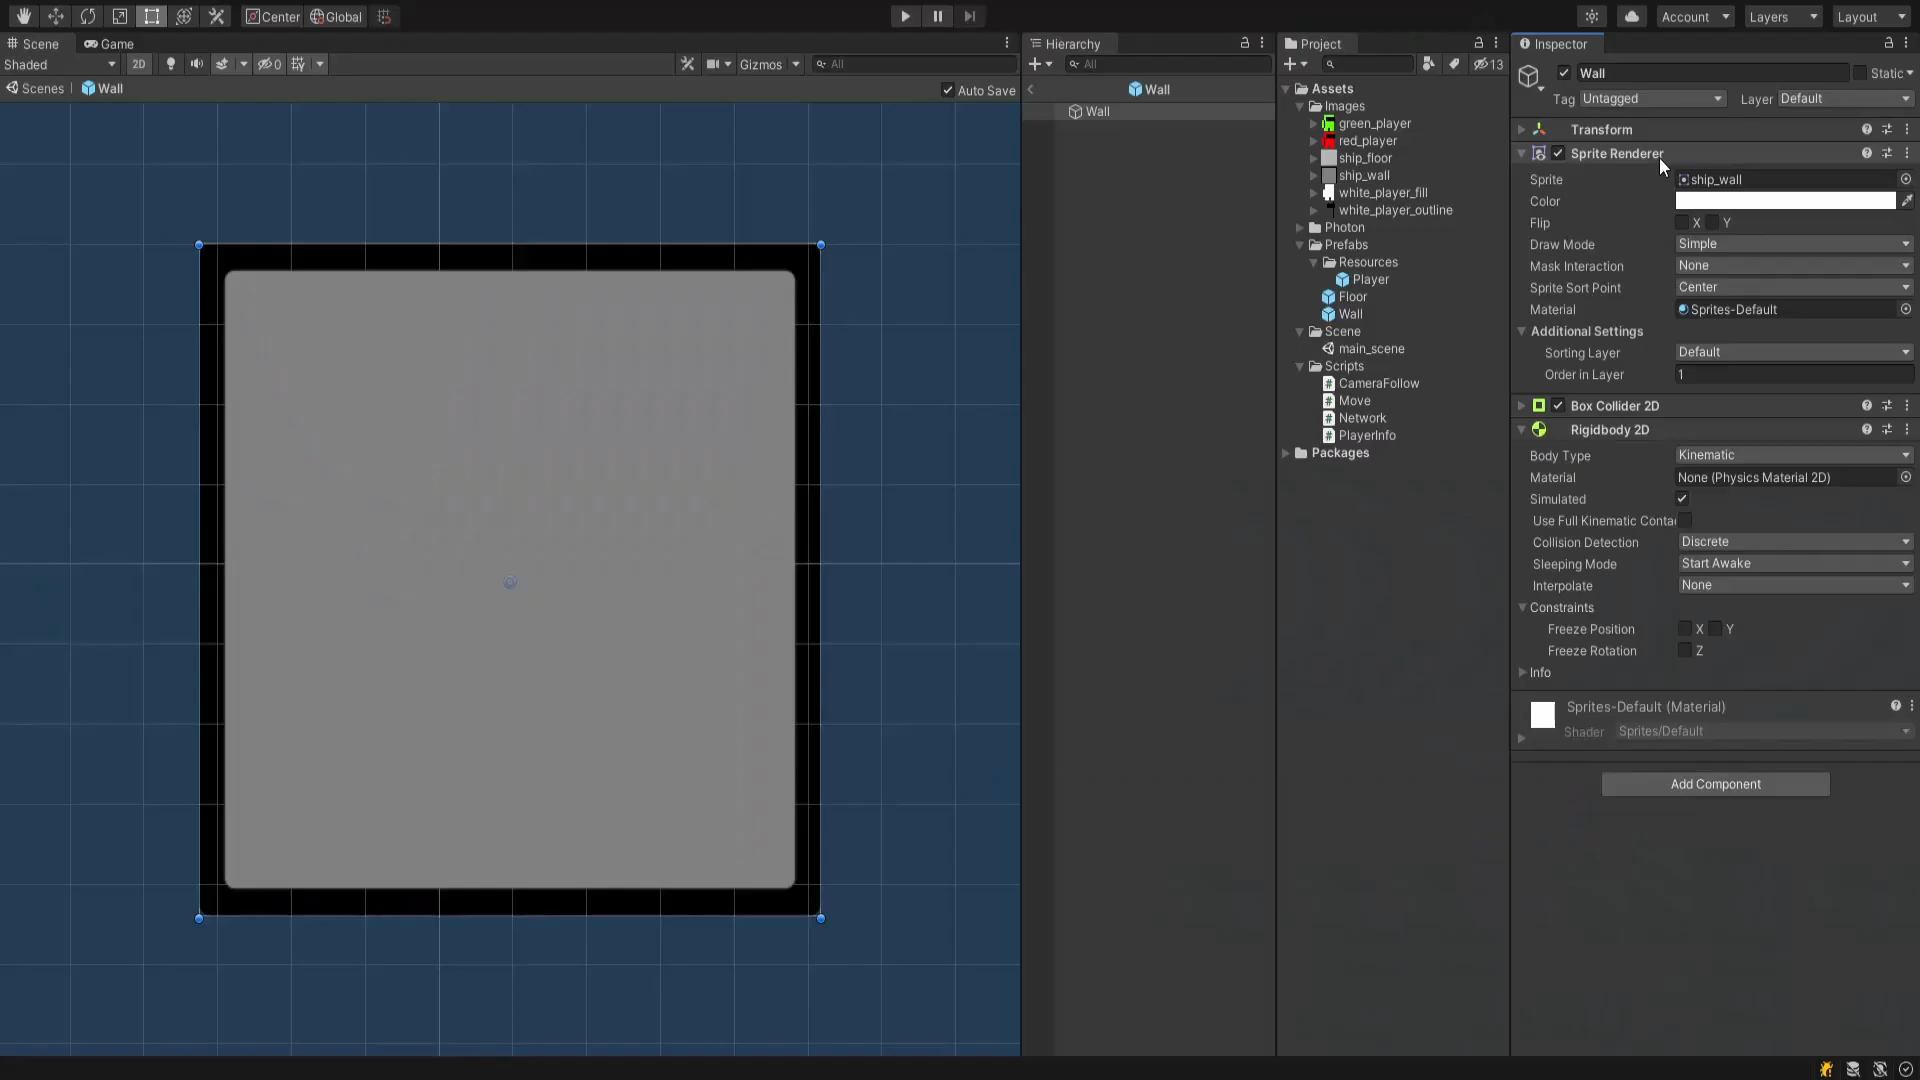 Center
Global
Account
Layers
Layout
Scene
Game
Hierarchy
Project
Inspector
Shaded
2D
0
Gizmos
All
All
13
Wall
Static
Scenes
Wall
Auto Save
Wall
Assets
Tag
Untagged
Layer
Default
Wall
Images
green_player
red_player
ship_floor
ship_wall
white_player_fill
white_player_outline
Photon
Prefabs
Resources
Player
Floor
Wall
Scene
main_scene
Scripts
CameraFollow
Move
Network
PlayerInfo
Packages
Transform
Sprite Renderer
Sprite
ship_wall
Color
Flip
X
Y
Draw Mode
Simple
Mask Interaction
None
Sprite Sort Point
Center
Material
Sprites-Default
Additional Settings
Sorting Layer
Default
Order in Layer
1
Box Collider 2D
Rigidbody 2D
Body Type
Kinematic
Material
None (Physics Material 2D)
Simulated
Use Full Kinematic Conta
Collision Detection
Discrete
Sleeping Mode
Start Awake
Interpolate
None
Constraints
Freeze Position
X
Y
Freeze Rotation
Z
Info
Sprites-Default (Material)
Shader
Sprites/Default
Add Component